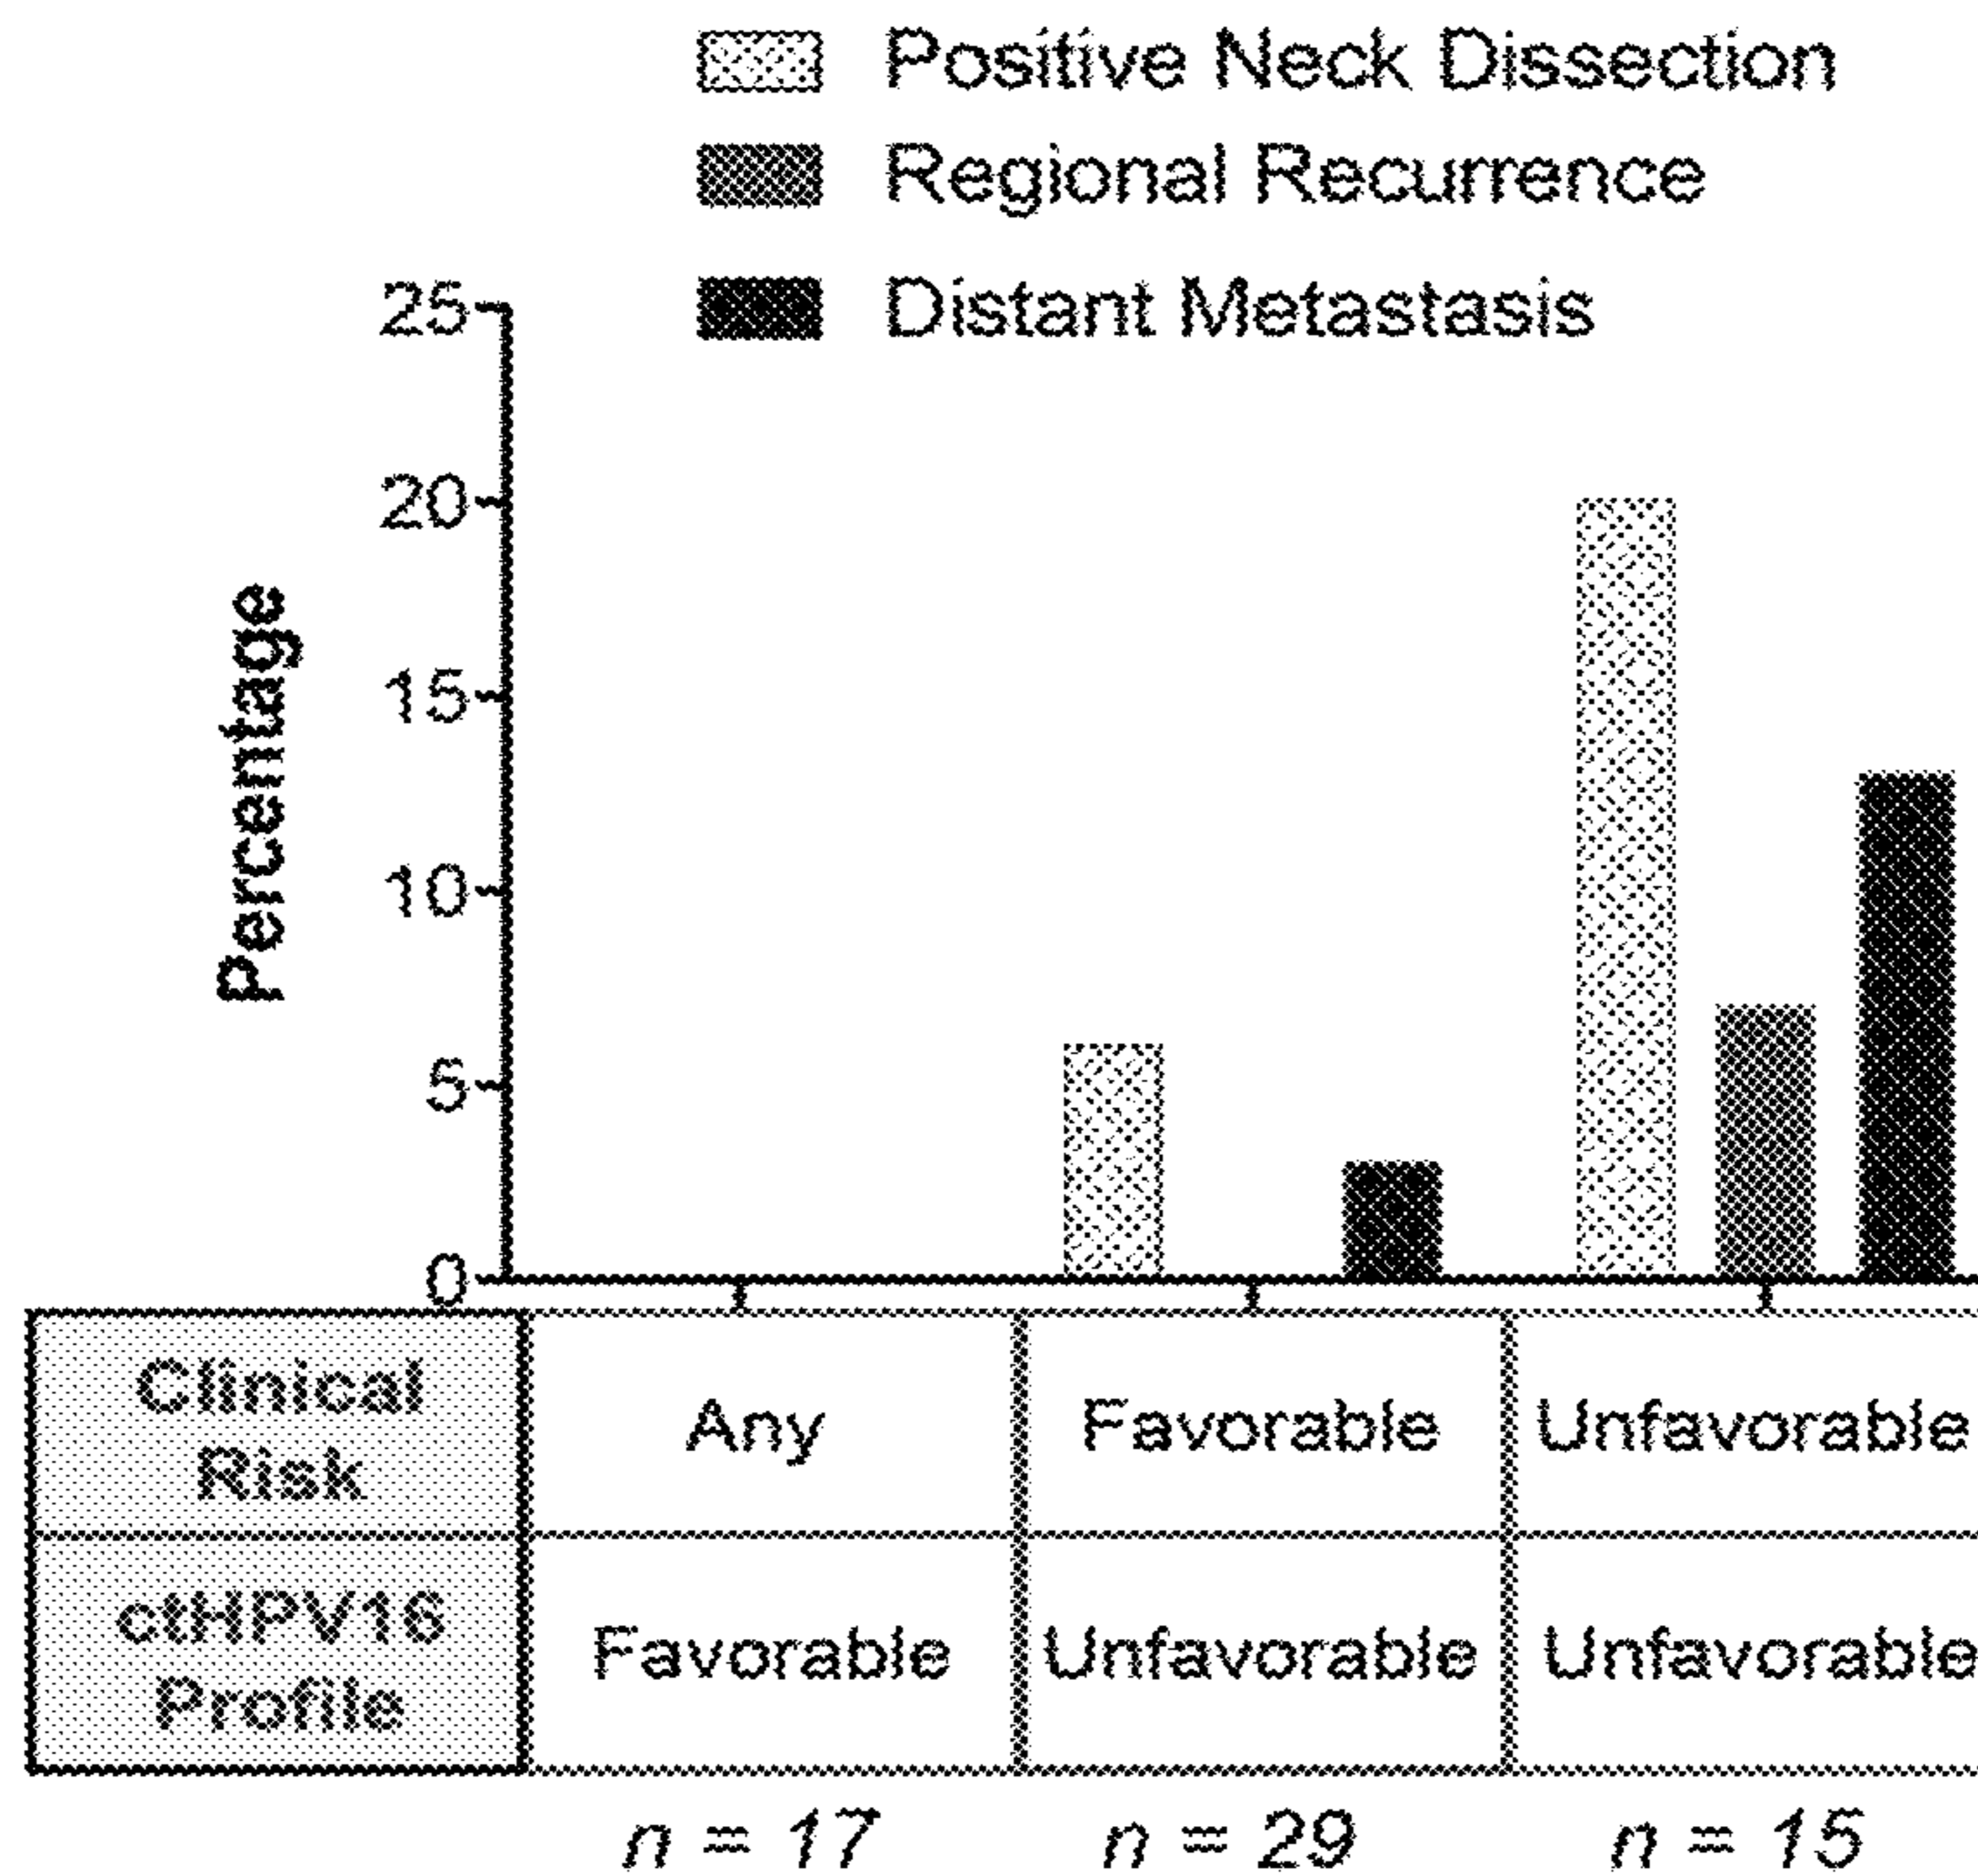 Positive Neck Dissection
Regional Recurrence
Distant Metastasis
25
20
15
10
5
0
Percentage
Clinical
Risk
Any
Favorable
Unfavorable
ctHPV16
Profile
Favorable
Unfavorable
Unfavorable
n = 17
n = 29
n = 15